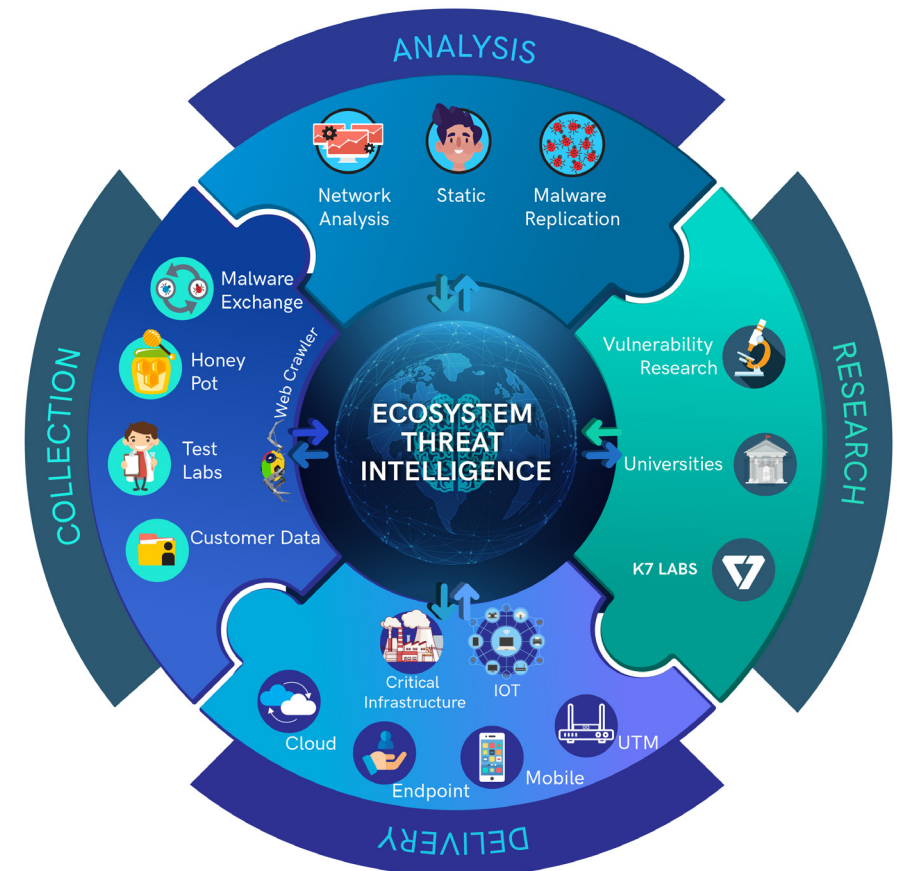 ANALYSIS
Network
Analysis
Static
Malware
Replication
COLLECTION
Malware
Exchange
Honey
Pot
Web Crawler
Test
Labs
Customer Data
ECOSYSTEM
THREAT
INTELLIGENCE
RESEARCH
Vulnerability
Research
Universities
K7 LABS
Critical
Infrastructure
IOT
Cloud
Endpoint
Mobile
UTM
DELIVERY